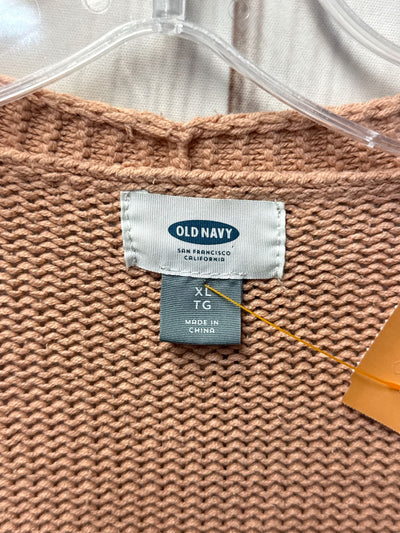 OLD NAVY
SAN FRANCISCO
CALIFORNIA
XL
TG
MADE IN
CHINA